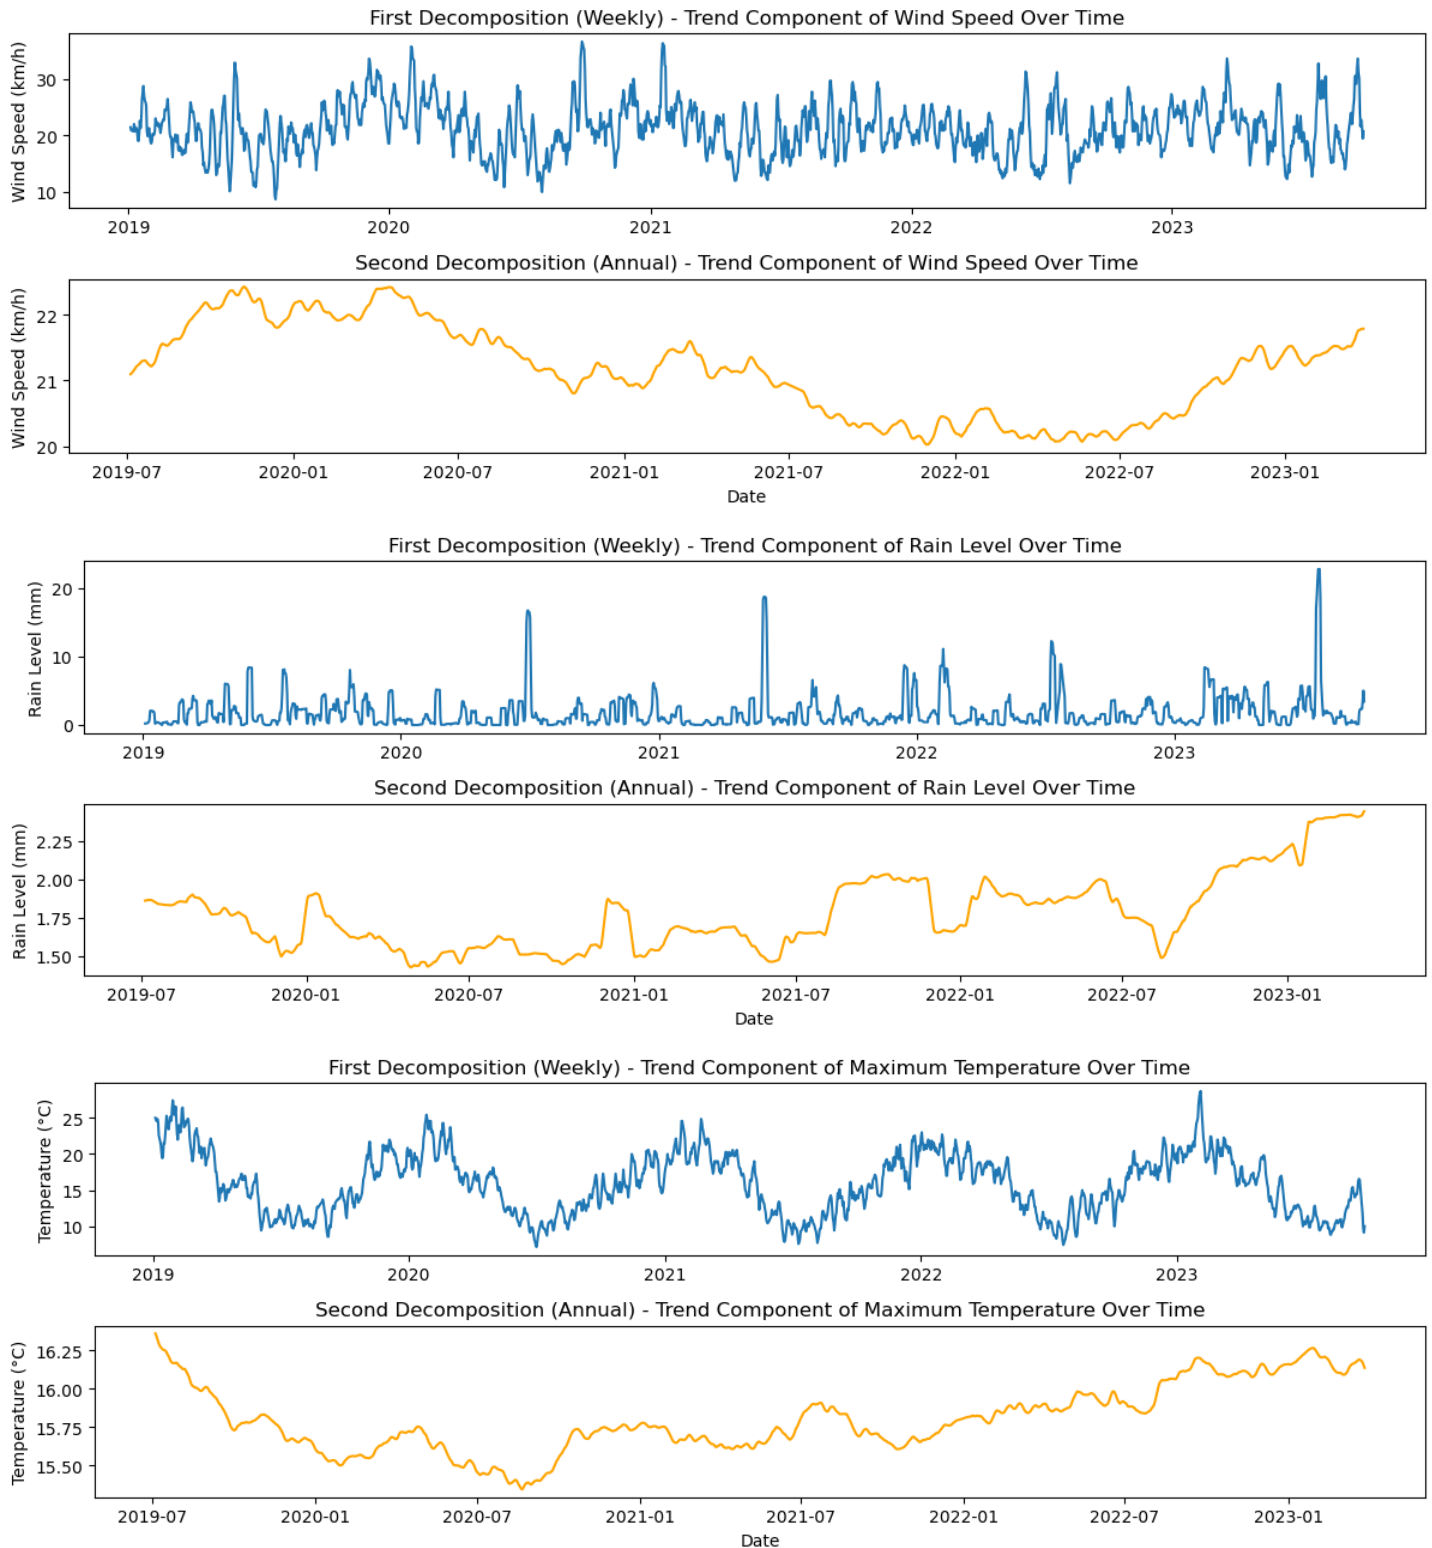 First Decomposition (Weekly) - Trend Component of Wind Speed Over Time
Wind Speed (km/h)
30
20
10
2019 2020 2021 2022 2023
Second Decomposition (Annual) - Trend Component of Wind Speed Over Time
Wind Speed (km/h)
22
21
20
2019-07 2020-01 2020-07 2021-01 2021-07 2022-01 2022-07 2023-01
Date
First Decomposition (Weekly) - Trend Component of Rain Level Over Time
Rain Level (mm)
20
10
0
2019 2020 2021 2022 2023
Second Decomposition (Annual) - Trend Component of Rain Level Over Time
Rain Level (mm)
2.25
2.00
1.75
1.50
2019-07 2020-01 2020-07 2021-01 2021-07 2022-01 2022-07 2023-01
Date
First Decomposition (Weekly) - Trend Component of Maximum Temperature Over Time
Temperature (°C)
25
20
15
10
2019 2020 2021 2022 2023
Second Decomposition (Annual) - Trend Component of Maximum Temperature Over Time
Temperature (°C)
16.25
16.00
15.75
15.50
2019-07 2020-01 2020-07 2021-01 2021-07 2022-01 2022-07 2023-01
Date